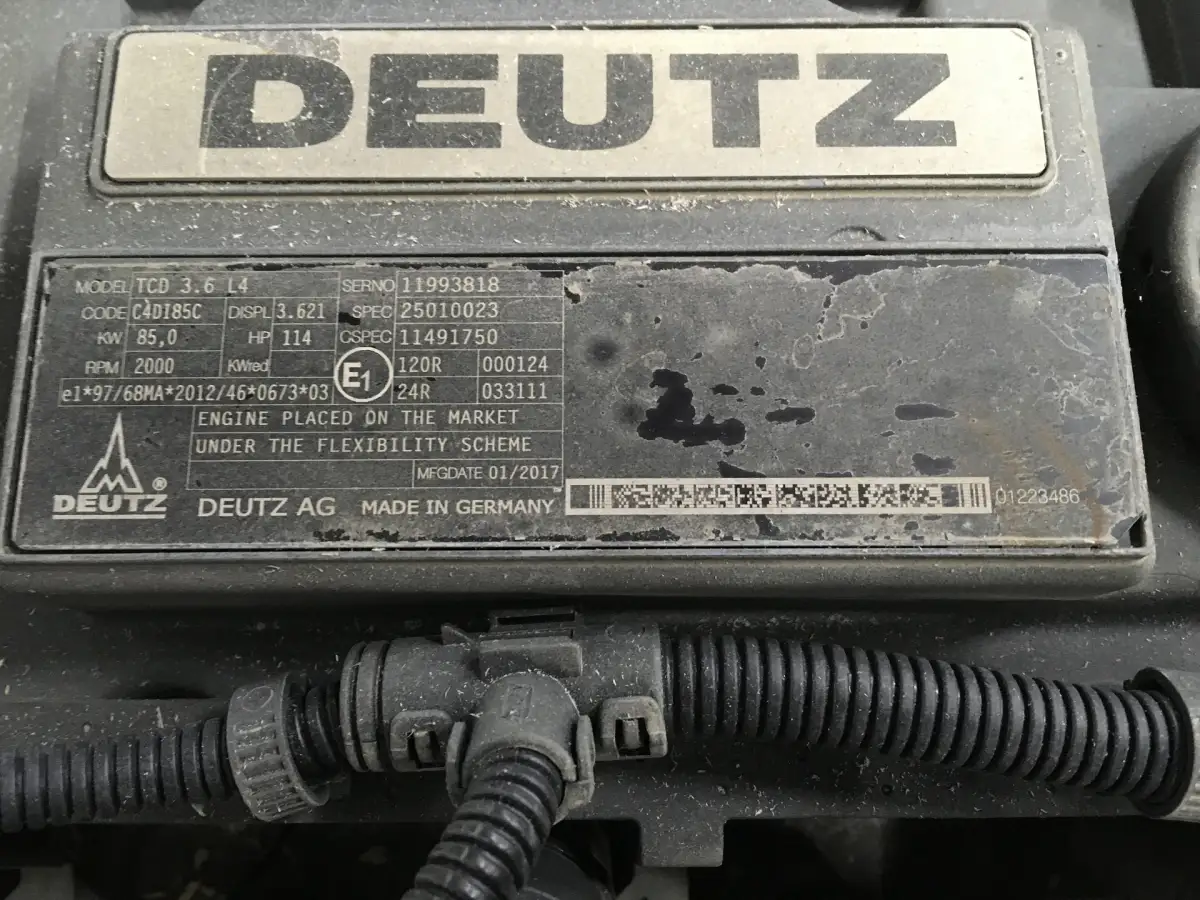 DEUTZ
MODEL TCD 3.6 L4 SERNO 11993818
CODE C4DI85C DISPL 3.621 SPEC 25010023
KW 85,0 HP 114 CSPEC 11491750
RPM 2000 KWred E1 120R 000124
e1*97/68MA*2012/46*0673*03 24R 033111
ENGINE PLACED ON THE MARKET
UNDER THE FLEXIBILITY SCHEME
MFGDATE 01/2017
DEUTZ ® DEUTZ AG MADE IN GERMANY 01223486